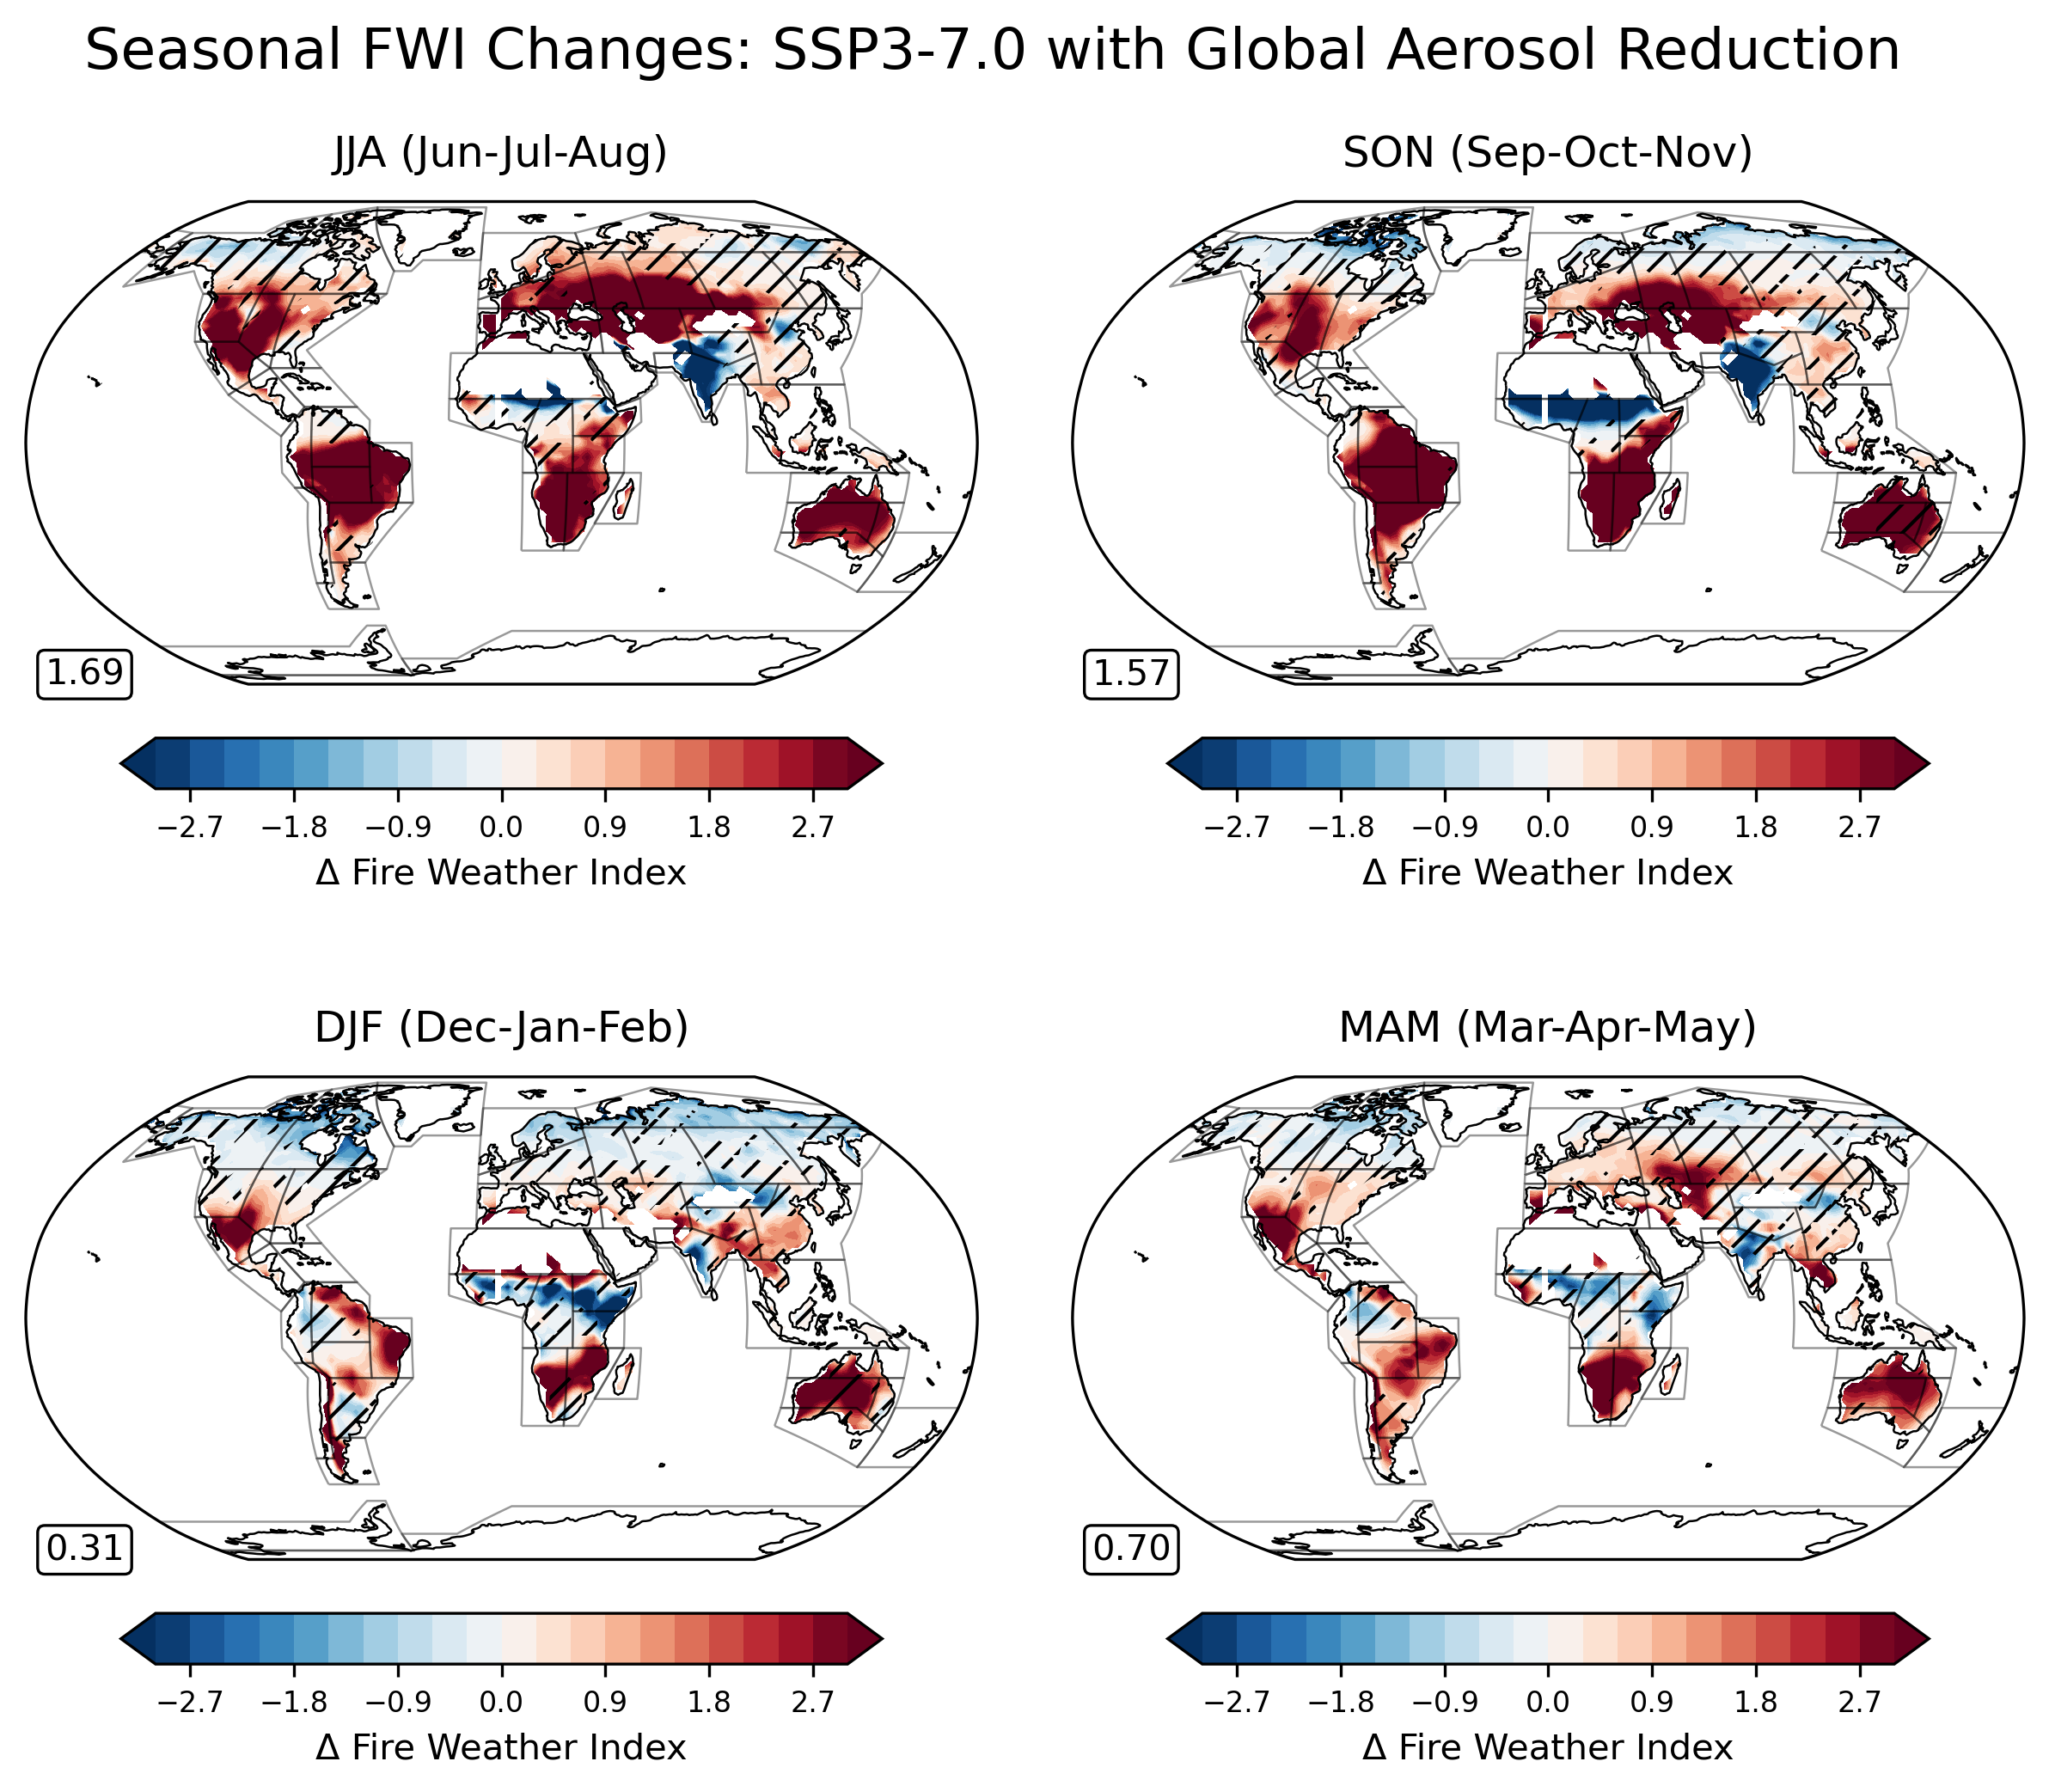 Seasonal FWI Changes: SSP3-7.0 with Global Aerosol Reduction
JJA (Jun-Jul-Aug)
1.69
−2.7 −1.8 −0.9 0.0 0.9 1.8 2.7
Δ Fire Weather Index
SON (Sep-Oct-Nov)
1.57
−2.7 −1.8 −0.9 0.0 0.9 1.8 2.7
Δ Fire Weather Index
DJF (Dec-Jan-Feb)
0.31
−2.7 −1.8 −0.9 0.0 0.9 1.8 2.7
Δ Fire Weather Index
MAM (Mar-Apr-May)
0.70
−2.7 −1.8 −0.9 0.0 0.9 1.8 2.7
Δ Fire Weather Index